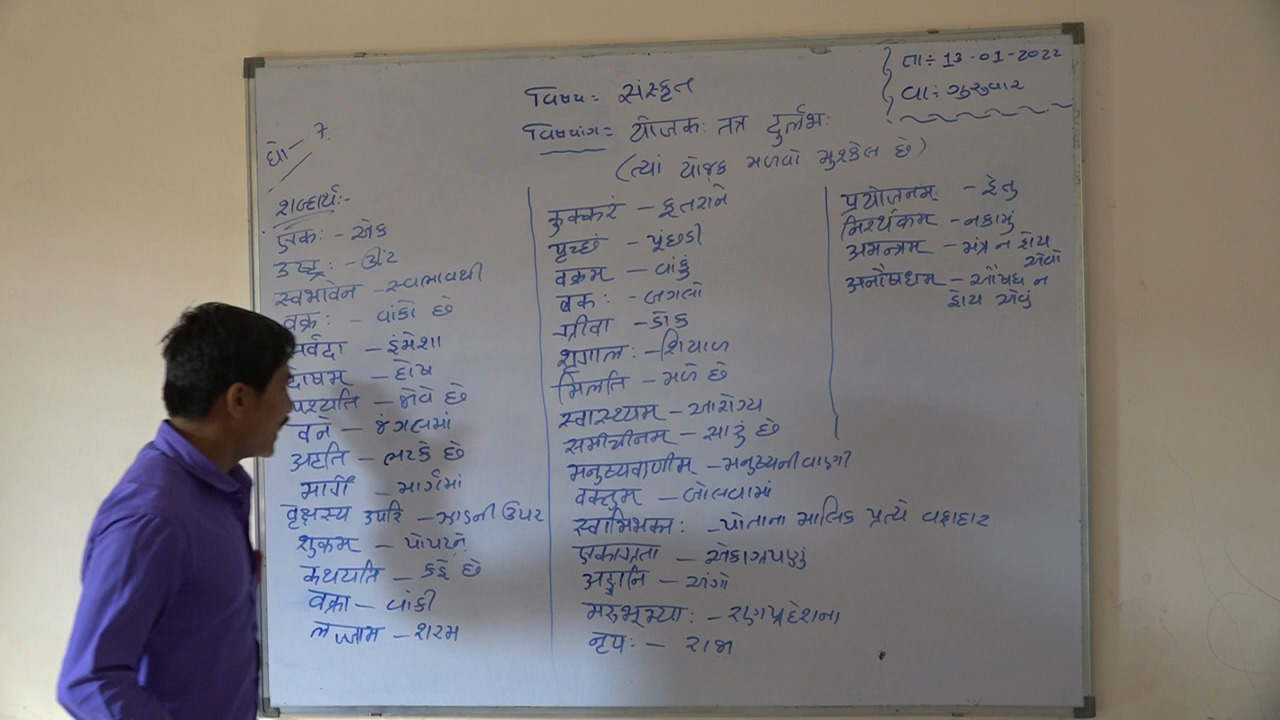 તા: 13-01-2022
વા: ગુરુવાર
વિષય: સંસ્કૃત
વિષયાંગ: યોજક: તત્ર દુર્લભ:
(ત્યાં યોજક મળવો મુશ્કેલ છે)
ધો- 7
શબ્દાર્થ:-
एक: - એક
उष्ट्र: - ઊંટ
स्वभावेन - સ્વભાવથી
वक्र: - વાંકો છે
सर्वदा - હંમેશા
दोषम् - દોષ
पश्यति - જોવે છે
वने - જંગલમાં
अटति - ભટકે છે
मार्गे - માર્ગમાં
वृक्षस्य उपरि - ઝાડની ઉપર
शुकम् - પોપટને
कथयति - કહે છે
वक्रा - વાંકી
लज्जाम् - શરમ
कुक्करं - કૂતરાને
पृच्छं - પૂંછડી
वक्रम् - વાંકું
बक: - બગલો
ग्रीवा - ડોક
शृगाल: - શિયાળ
मिलति - મળે છે
स्वास्थ्यम् - આરોગ્ય
समीचीनम् - સારું છે
मनुष्यवाणीम् - મનુષ્યની વાણી
वक्तुम् - બોલવામાં
स्वामिभक्त: - પોતાના માલિક પ્રત્યે વફાદાર
एकाग्रता - એકાગ્રપણું
अङ्गानि - અંગો
मरुभूम्या: - રણપ્રદેશના
नृप: - રાજા
प्रयोजनम् - હેતુ
निरर्थकम् - નકામું
अमन्त्रम् - મંત્ર ન હોય
એવો
अनौषधम् - ઔષધ ન
હોય એવું